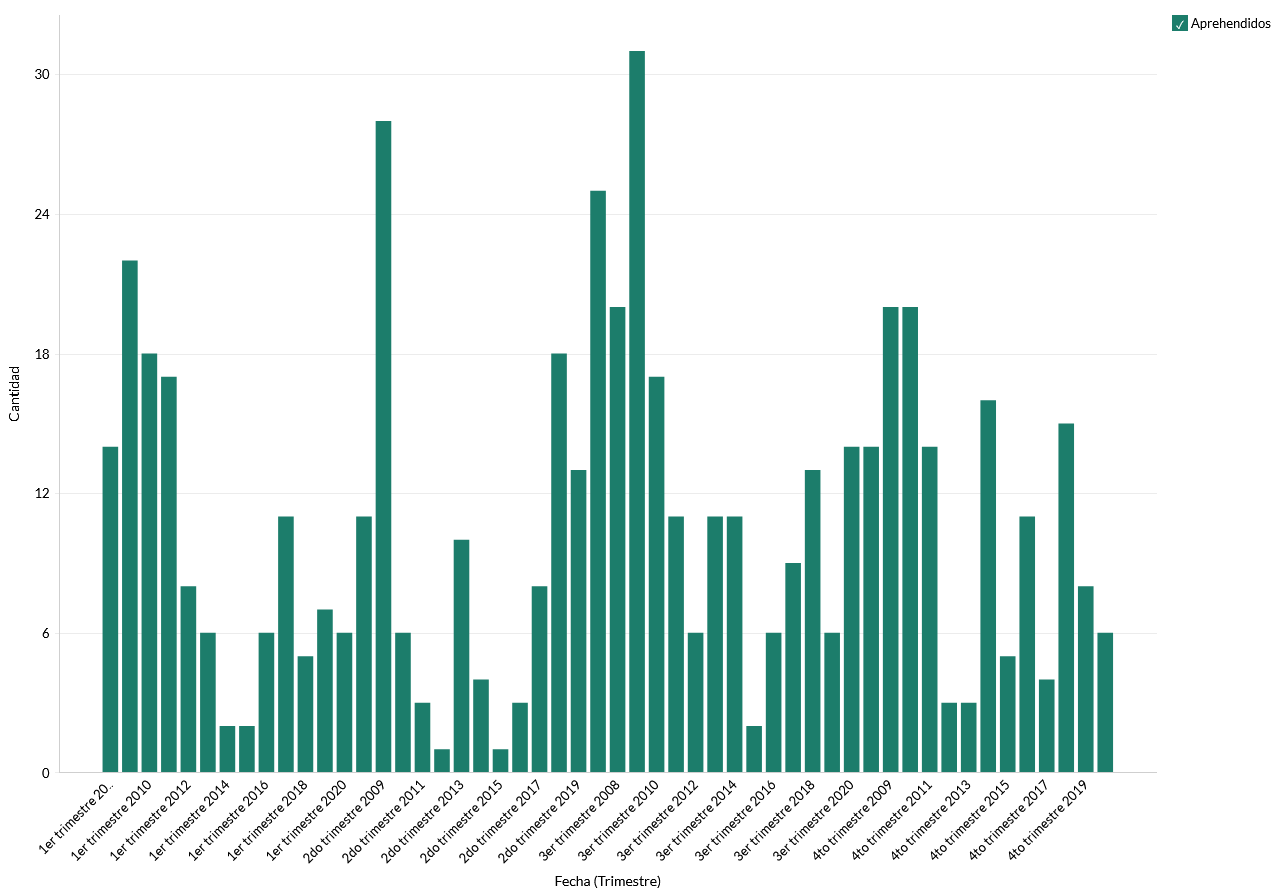 Aprehendidos
30
24
18
12
6
0
Cantidad
1er trimestre 20..
1er trimestre 2010
1er trimestre 2012
1er trimestre 2014
1er trimestre 2016
1er trimestre 2018
1er trimestre 2020
2do trimestre 2009
2do trimestre 2011
2do trimestre 2013
2do trimestre 2015
2do trimestre 2017
2do trimestre 2019
3er trimestre 2008
3er trimestre 2010
3er trimestre 2012
3er trimestre 2014
3er trimestre 2016
3er trimestre 2018
3er trimestre 2020
4to trimestre 2009
4to trimestre 2011
4to trimestre 2013
4to trimestre 2015
4to trimestre 2017
4to trimestre 2019
Fecha (Trimestre)